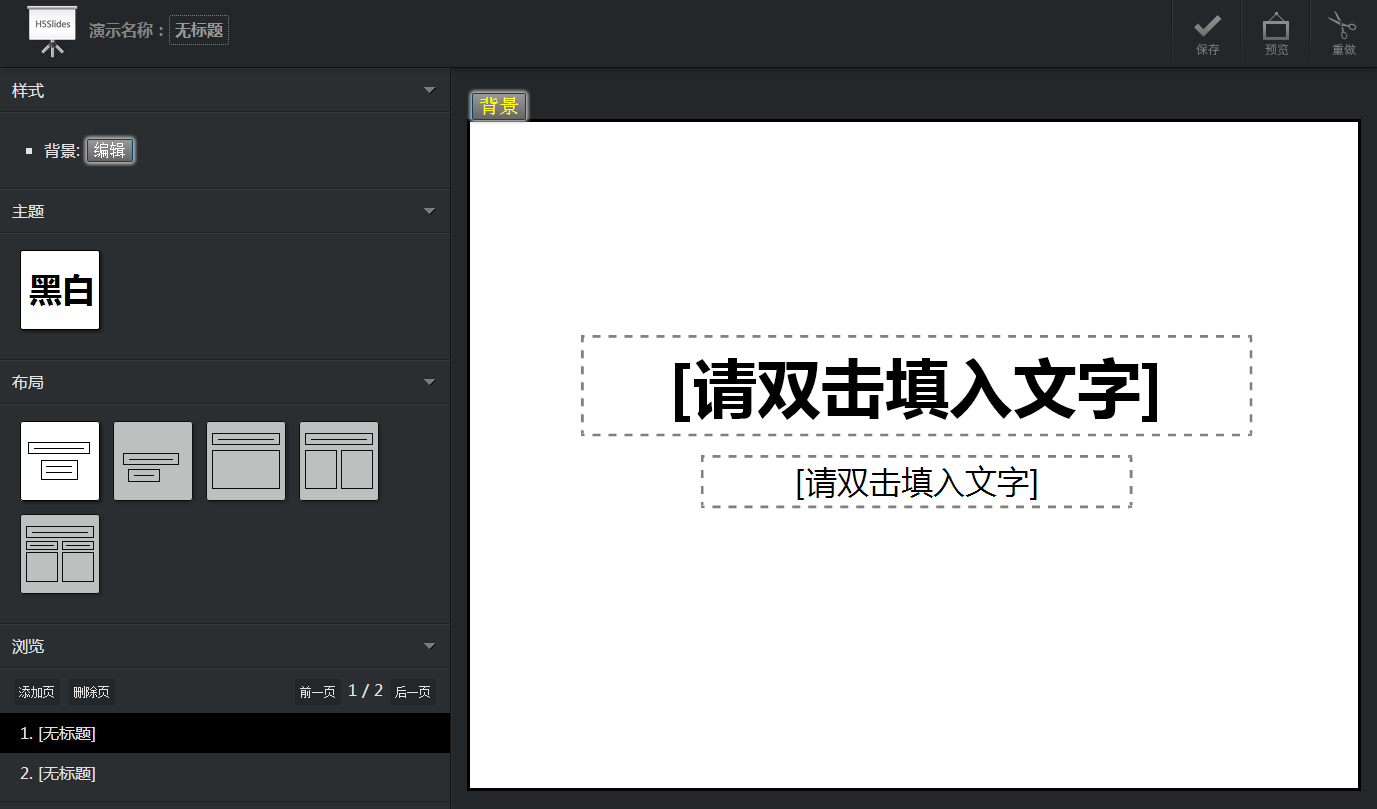 H5Slides
演示名称：无标题
保存 预览 重做
样式
背景: 编辑
主题
黑白
布局
浏览
添加页 删除页 前一页 1 / 2 后一页
1. [无标题]
2. [无标题]
背景
[请双击填入文字]
[请双击填入文字]